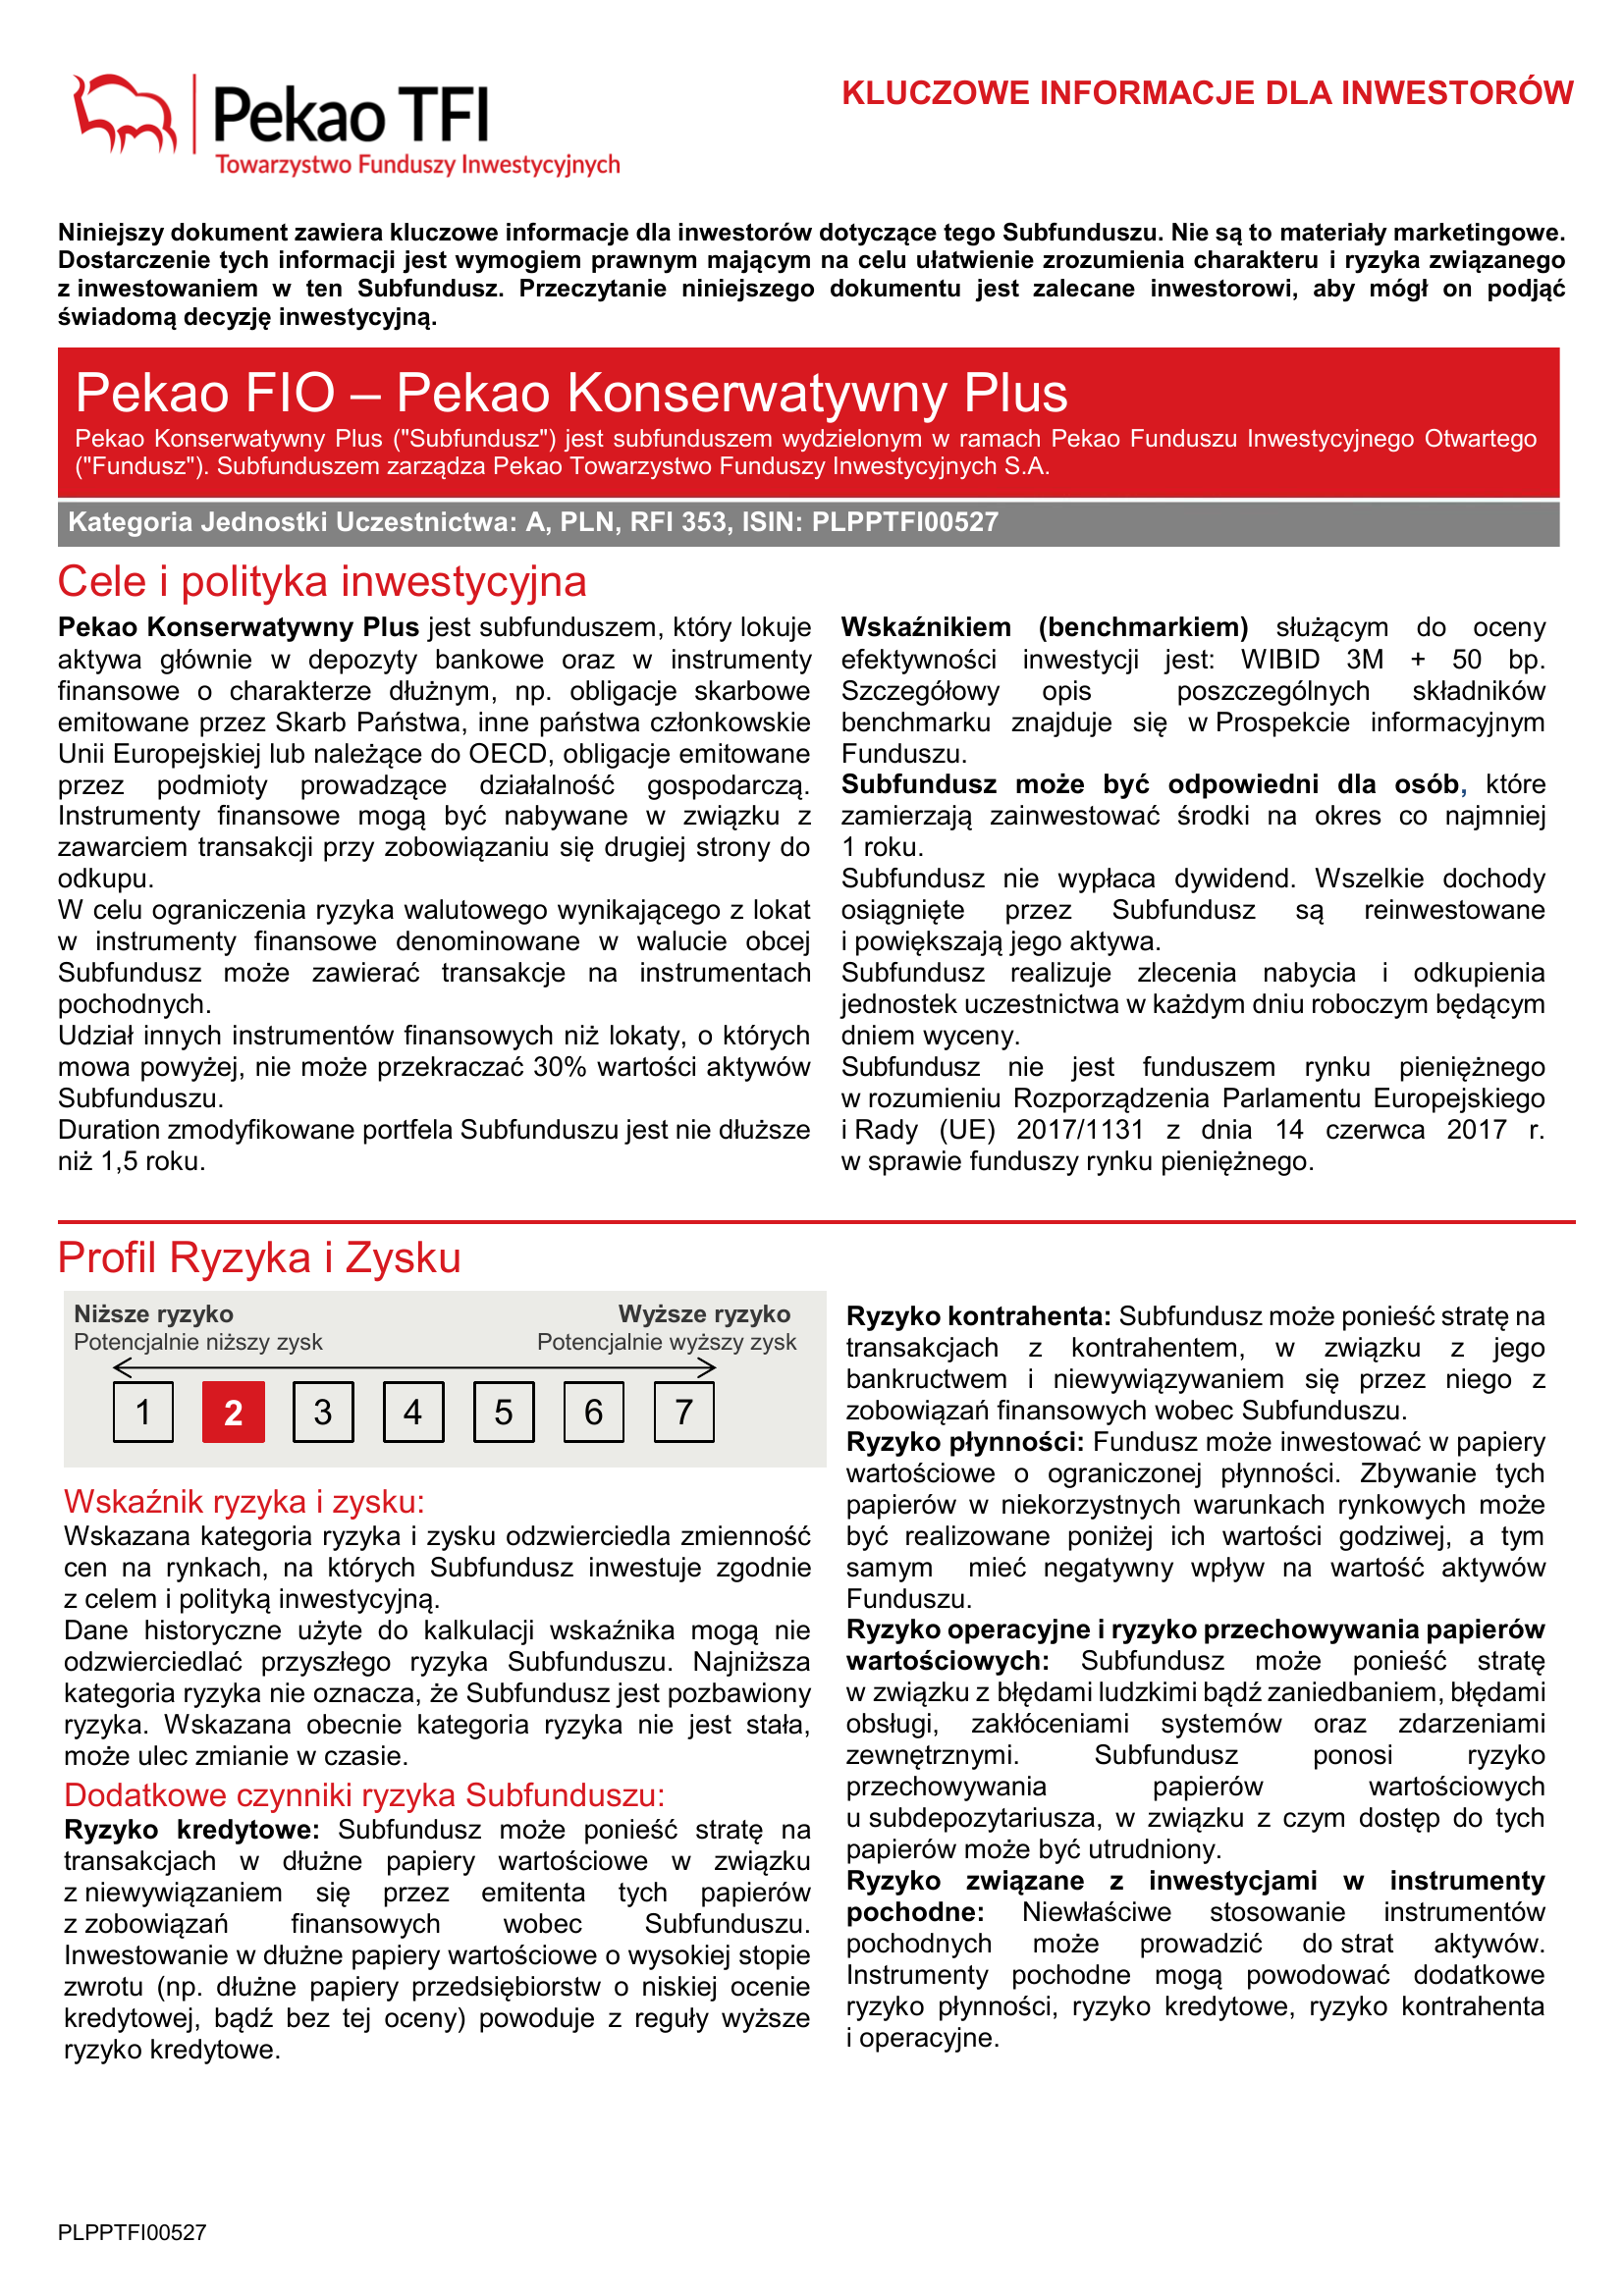 Pekao TFI
Towarzystwo Funduszy Inwestycyjnych
KLUCZOWE INFORMACJE DLA INWESTORÓW
Niniejszy dokument zawiera kluczowe informacje dla inwestorów dotyczące tego Subfunduszu. Nie są to materiały marketingowe.
Dostarczenie tych informacji jest wymogiem prawnym mającym na celu ułatwienie zrozumienia charakteru i ryzyka związanego
z inwestowaniem w ten Subfundusz. Przeczytanie niniejszego dokumentu jest zalecane inwestorowi, aby mógł on podjąć
świadomą decyzję inwestycyjną.
Pekao FIO – Pekao Konserwatywny Plus
Pekao Konserwatywny Plus ("Subfundusz") jest subfunduszem wydzielonym w ramach Pekao Funduszu Inwestycyjnego Otwartego
("Fundusz"). Subfunduszem zarządza Pekao Towarzystwo Funduszy Inwestycyjnych S.A.
Kategoria Jednostki Uczestnictwa: A, PLN, RFI 353, ISIN: PLPPTFI00527
Cele i polityka inwestycyjna
Pekao Konserwatywny Plus jest subfunduszem, który lokuje
aktywa głównie w depozyty bankowe oraz w instrumenty
finansowe o charakterze dłużnym, np. obligacje skarbowe
emitowane przez Skarb Państwa, inne państwa członkowskie
Unii Europejskiej lub należące do OECD, obligacje emitowane
przez podmioty prowadzące działalność gospodarczą.
Instrumenty finansowe mogą być nabywane w związku z
zawarciem transakcji przy zobowiązaniu się drugiej strony do
odkupu.
W celu ograniczenia ryzyka walutowego wynikającego z lokat
w instrumenty finansowe denominowane w walucie obcej
Subfundusz może zawierać transakcje na instrumentach
pochodnych.
Udział innych instrumentów finansowych niż lokaty, o których
mowa powyżej, nie może przekraczać 30% wartości aktywów
Subfunduszu.
Duration zmodyfikowane portfela Subfunduszu jest nie dłuższe
niż 1,5 roku.
Wskaźnikiem (benchmarkiem) służącym do oceny
efektywności inwestycji jest: WIBID 3M + 50 bp.
Szczegółowy opis poszczególnych składników
benchmarku znajduje się w Prospekcie informacyjnym
Funduszu.
Subfundusz może być odpowiedni dla osób, które
zamierzają zainwestować środki na okres co najmniej
1 roku.
Subfundusz nie wypłaca dywidend. Wszelkie dochody
osiągnięte przez Subfundusz są reinwestowane
i powiększają jego aktywa.
Subfundusz realizuje zlecenia nabycia i odkupienia
jednostek uczestnictwa w każdym dniu roboczym będącym
dniem wyceny.
Subfundusz nie jest funduszem rynku pieniężnego
w rozumieniu Rozporządzenia Parlamentu Europejskiego
i Rady (UE) 2017/1131 z dnia 14 czerwca 2017 r.
w sprawie funduszy rynku pieniężnego.
Profil Ryzyka i Zysku
Niższe ryzyko Wyższe ryzyko
Potencjalnie niższy zysk Potencjalnie wyższy zysk
1 2 3 4 5 6 7
Wskaźnik ryzyka i zysku:
Wskazana kategoria ryzyka i zysku odzwierciedla zmienność
cen na rynkach, na których Subfundusz inwestuje zgodnie
z celem i polityką inwestycyjną.
Dane historyczne użyte do kalkulacji wskaźnika mogą nie
odzwierciedlać przyszłego ryzyka Subfunduszu. Najniższa
kategoria ryzyka nie oznacza, że Subfundusz jest pozbawiony
ryzyka. Wskazana obecnie kategoria ryzyka nie jest stała,
może ulec zmianie w czasie.
Dodatkowe czynniki ryzyka Subfunduszu:
Ryzyko kredytowe: Subfundusz może ponieść stratę na
transakcjach w dłużne papiery wartościowe w związku
z niewywiązaniem się przez emitenta tych papierów
z zobowiązań finansowych wobec Subfunduszu.
Inwestowanie w dłużne papiery wartościowe o wysokiej stopie
zwrotu (np. dłużne papiery przedsiębiorstw o niskiej ocenie
kredytowej, bądź bez tej oceny) powoduje z reguły wyższe
ryzyko kredytowe.
Ryzyko kontrahenta: Subfundusz może ponieść stratę na
transakcjach z kontrahentem, w związku z jego
bankructwem i niewywiązywaniem się przez niego z
zobowiązań finansowych wobec Subfunduszu.
Ryzyko płynności: Fundusz może inwestować w papiery
wartościowe o ograniczonej płynności. Zbywanie tych
papierów w niekorzystnych warunkach rynkowych może
być realizowane poniżej ich wartości godziwej, a tym
samym mieć negatywny wpływ na wartość aktywów
Funduszu.
Ryzyko operacyjne i ryzyko przechowywania papierów
wartościowych: Subfundusz może ponieść stratę
w związku z błędami ludzkimi bądź zaniedbaniem, błędami
obsługi, zakłóceniami systemów oraz zdarzeniami
zewnętrznymi. Subfundusz ponosi ryzyko
przechowywania papierów wartościowych
u subdepozytariusza, w związku z czym dostęp do tych
papierów może być utrudniony.
Ryzyko związane z inwestycjami w instrumenty
pochodne: Niewłaściwe stosowanie instrumentów
pochodnych może prowadzić do strat aktywów.
Instrumenty pochodne mogą powodować dodatkowe
ryzyko płynności, ryzyko kredytowe, ryzyko kontrahenta
i operacyjne.
PLPPTFI00527